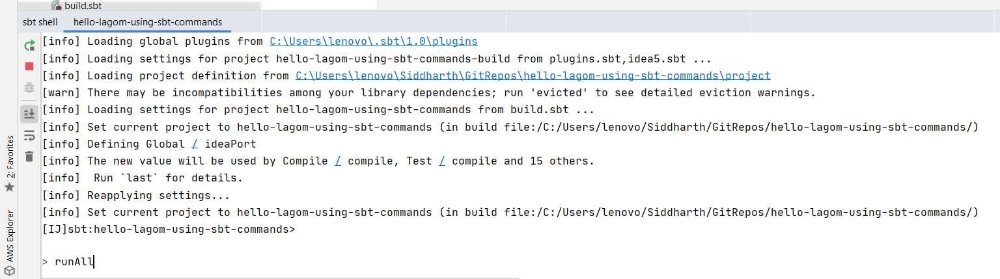 build.sbt
sbt shell hello-lagom-using-sbt-commands
[info] Loading global plugins from C:\Users\lenovo\.sbt\1.0\plugins
[info] Loading settings for project hello-lagom-using-sbt-commands-build from plugins.sbt,idea5.sbt ...
[info] Loading project definition from C:\Users\lenovo\Siddharth\GitRepos\hello-lagom-using-sbt-commands\project
[warn] There may be incompatibilities among your library dependencies; run 'evicted' to see detailed eviction warnings.
[info] Loading settings for project hello-lagom-using-sbt-commands from build.sbt ...
[info] Set current project to hello-lagom-using-sbt-commands (in build file:/C:/Users/lenovo/Siddharth/GitRepos/hello-lagom-using-sbt-commands/)
[info] Defining Global / ideaPort
[info] The new value will be used by Compile / compile, Test / compile and 15 others.
[info]  Run `last` for details.
[info] Reapplying settings...
[info] Set current project to hello-lagom-using-sbt-commands (in build file:/C:/Users/lenovo/Siddharth/GitRepos/hello-lagom-using-sbt-commands/)
[IJ]sbt:hello-lagom-using-sbt-commands>
> runAll
2: Favorites
AWS Explorer